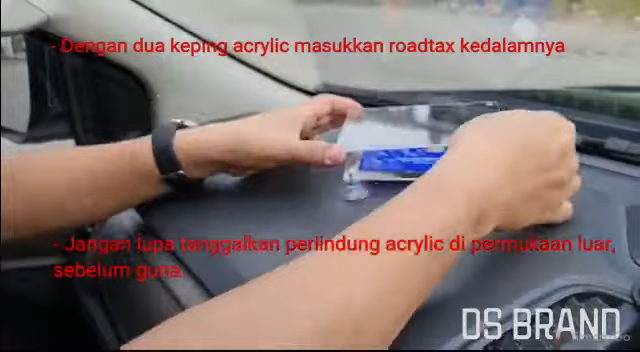 - Dengan dua keping acrylic masukkan roadtax kedalamnya
- Jangan lupa tanggalkan perlindung acrylic di permukaan luar,
sebelum guna.
DS BRAND